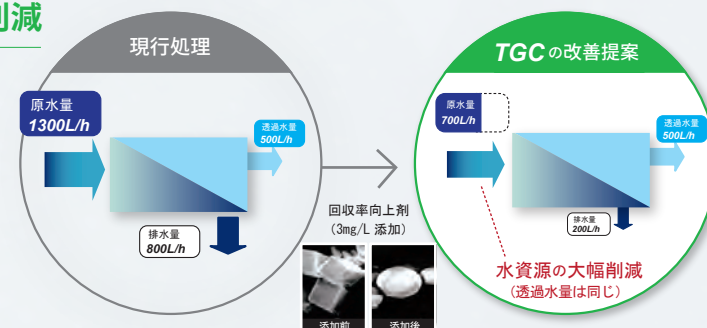 削減
現行処理
原水量
1300L/h
透過水量
500L/h
排水量
800L/h
回収率向上剤
(3mg/L 添加)
添加前
添加後
TGCの改善提案
原水量
700L/h
透過水量
500L/h
排水量
200L/h
水資源の大幅削減
(透過水量は同じ)